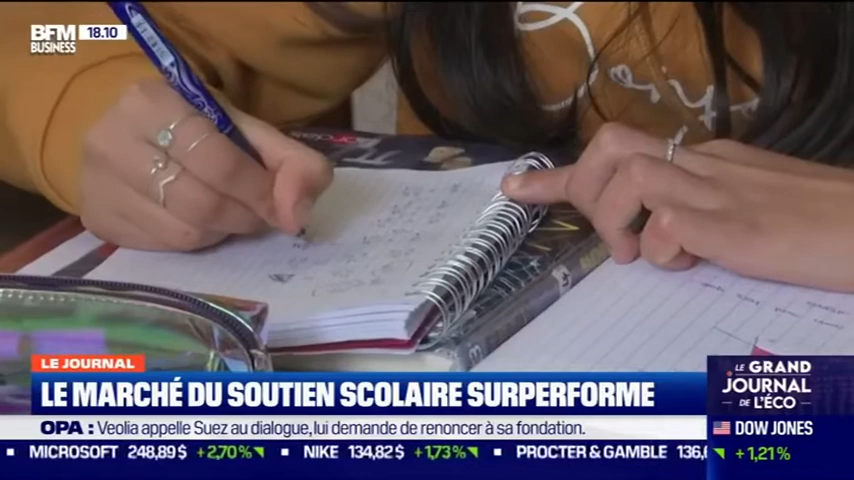 BFM
BUSINESS
18.10
LE JOURNAL
LE MARCHÉ DU SOUTIEN SCOLAIRE SURPERFORME
OPA : Veolia appelle Suez au dialogue, lui demande de renoncer à sa fondation.
LE GRAND
JOURNAL
DE L'ÉCO
DOW JONES
+1,21%
MICROSOFT 248,89$ +2,70% NIKE 134,82$ +1,73% PROCTER & GAMBLE 136,6